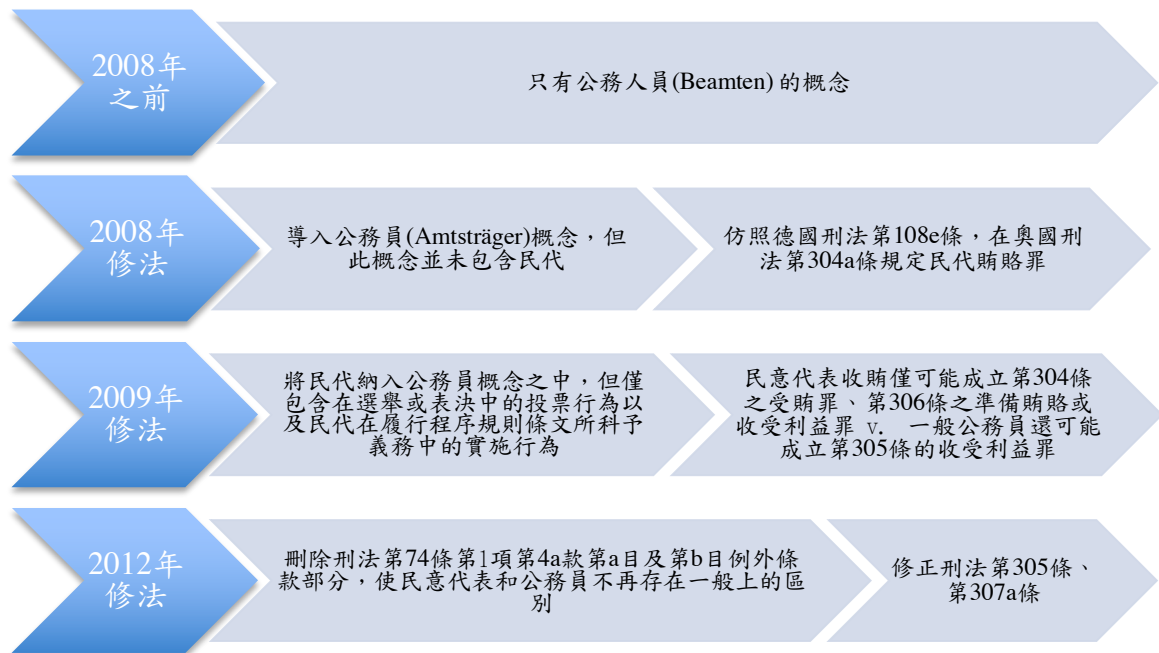 2008年
之前
只有公務人員(Beamten) 的概念
2008年
修法
導入公務員(Amtsträger)概念，但
此概念並未包含民代
仿照德國刑法第108e條，在奧國刑
法第304a條規定民代賄賂罪
2009年
修法
將民代納入公務員概念之中，但僅
包含在選舉或表決中的投票行為以
及民代在履行程序規則條文所科予
義務中的實施行為
民意代表收賄僅可能成立第304條
之受賄罪、第306條之準備賄賂或
收受利益罪 v. 一般公務員還可能
成立第305條的收受利益罪
2012年
修法
刪除刑法第74條第1項第4a款第a目及第b目例外條
款部分，使民意代表和公務員不再存在一般上的區
別
修正刑法第305條、
第307a條